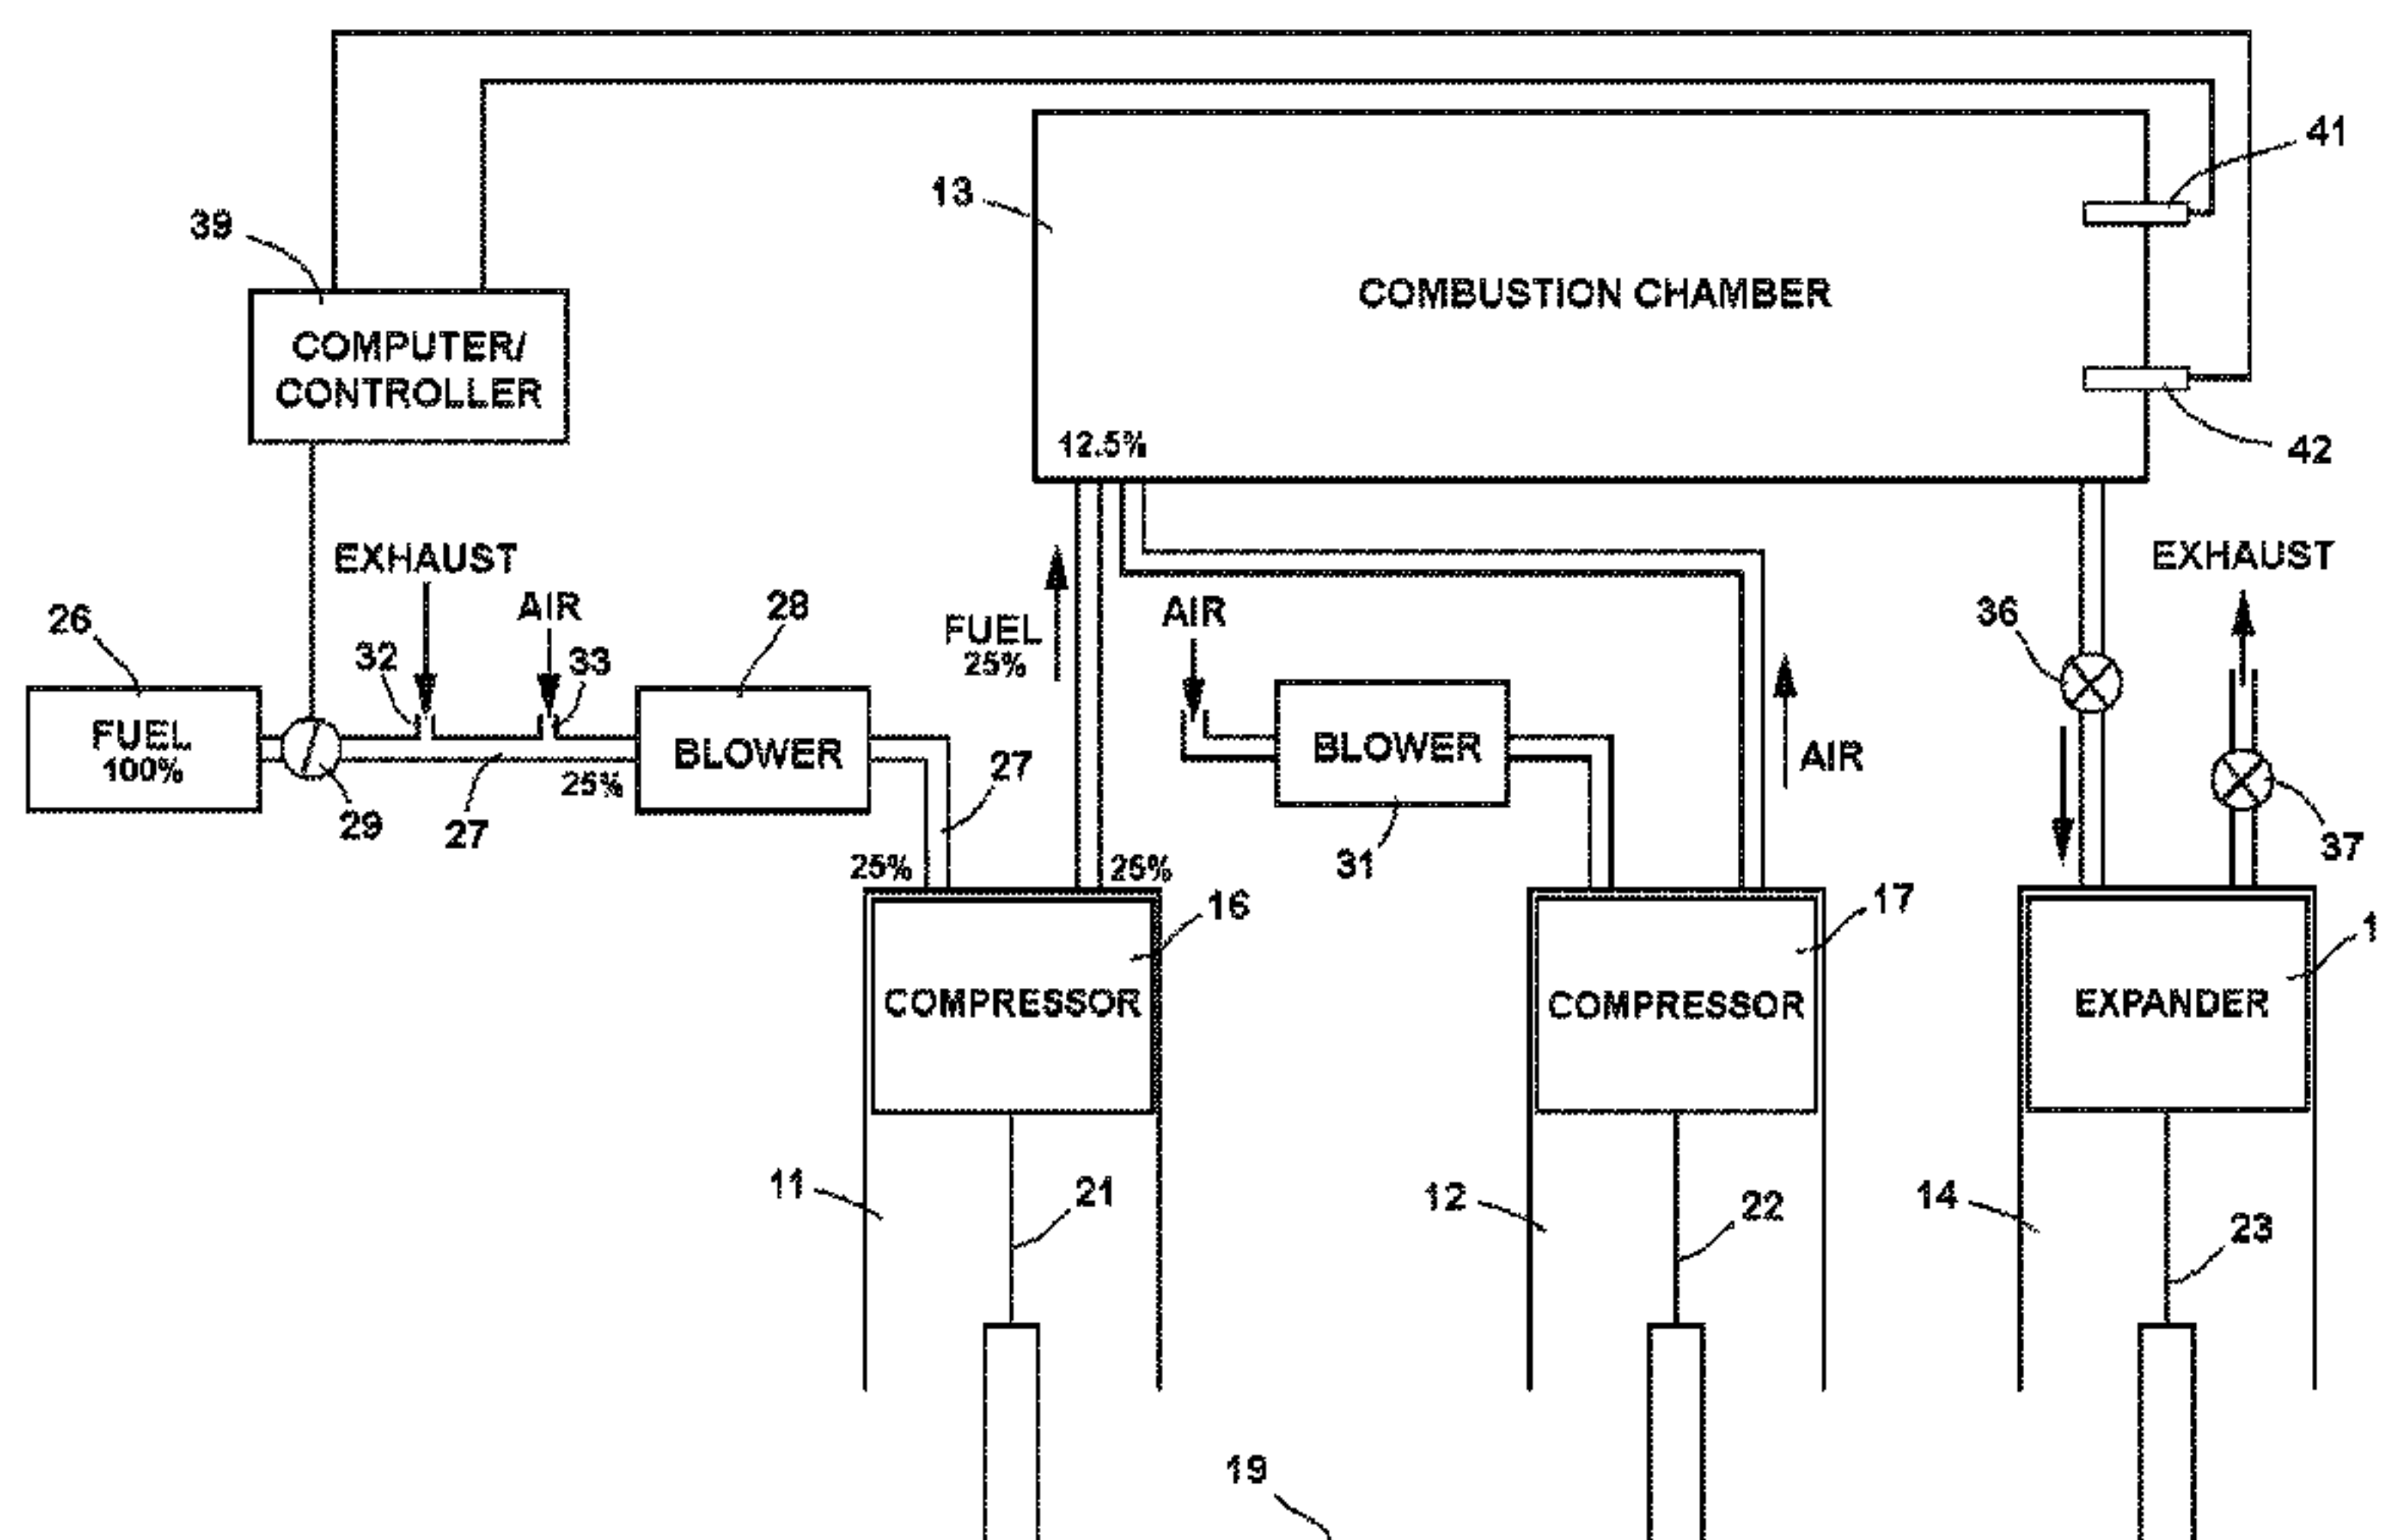 41
13
39
COMBUSTION CHAMBER
COMPUTER/
CONTROLLER
12.5%
42
EXHAUST
EXHAUST
AIR
28
26
FUEL
25%
AIR
36
32
33
FUEL
100%
BLOWER
BLOWER
AIR
25%
27
29
27
31
37
25%
25%
16
17
1
COMPRESSOR
COMPRESSOR
EXPANDER
11
21
12
22
14
23
19